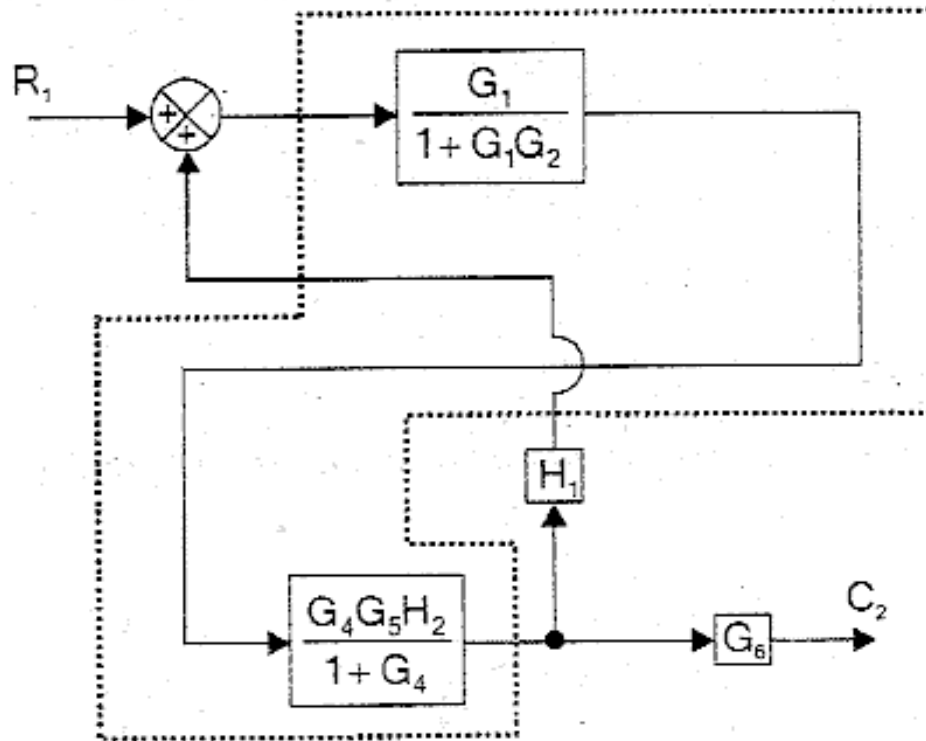 R₁
+
+
G₁
1 + G₁G₂
H₁
G₄G₅H₂
1 + G₄
G₆
C₂